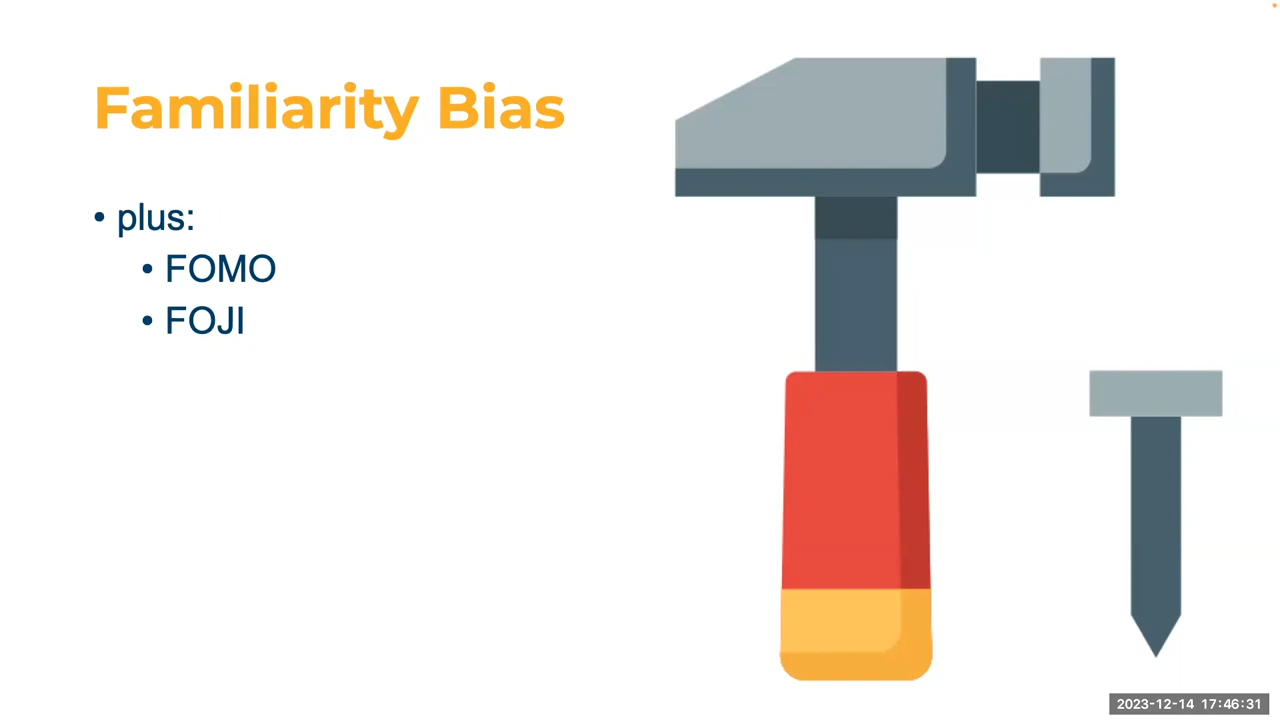 Familiarity Bias
• plus:
• FOMO
• FOJI
2023-12-14 17:46:31